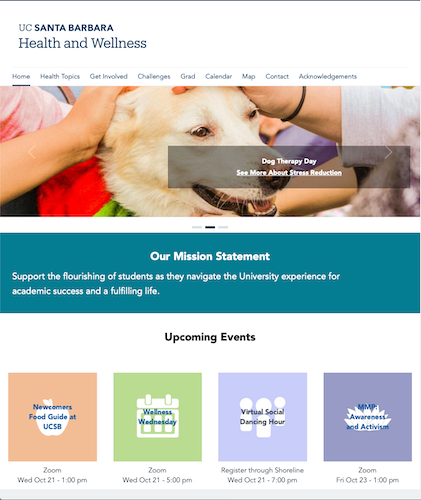 UC SANTA BARBARA
Health and Wellness
Home Health Topics Get Involved Challenges Grad Calendar Map Contact Acknowledgements
Dog Therapy Day
See More About Stress Reduction
Our Mission Statement
Support the flourishing of students as they navigate the University experience for
academic success and a fulfilling life.
Upcoming Events
Newcomers
Food Guide at
UCSB
Zoom
Wed Oct 21 - 1:00 pm
Wellness
Wednesday
Zoom
Wed Oct 21 - 5:00 pm
Virtual Social
Dancing Hour
Register through Shoreline
Wed Oct 21 - 7:00 pm
MMP:
Awareness
and Activism
Zoom
Fri Oct 23 - 1:00 pm